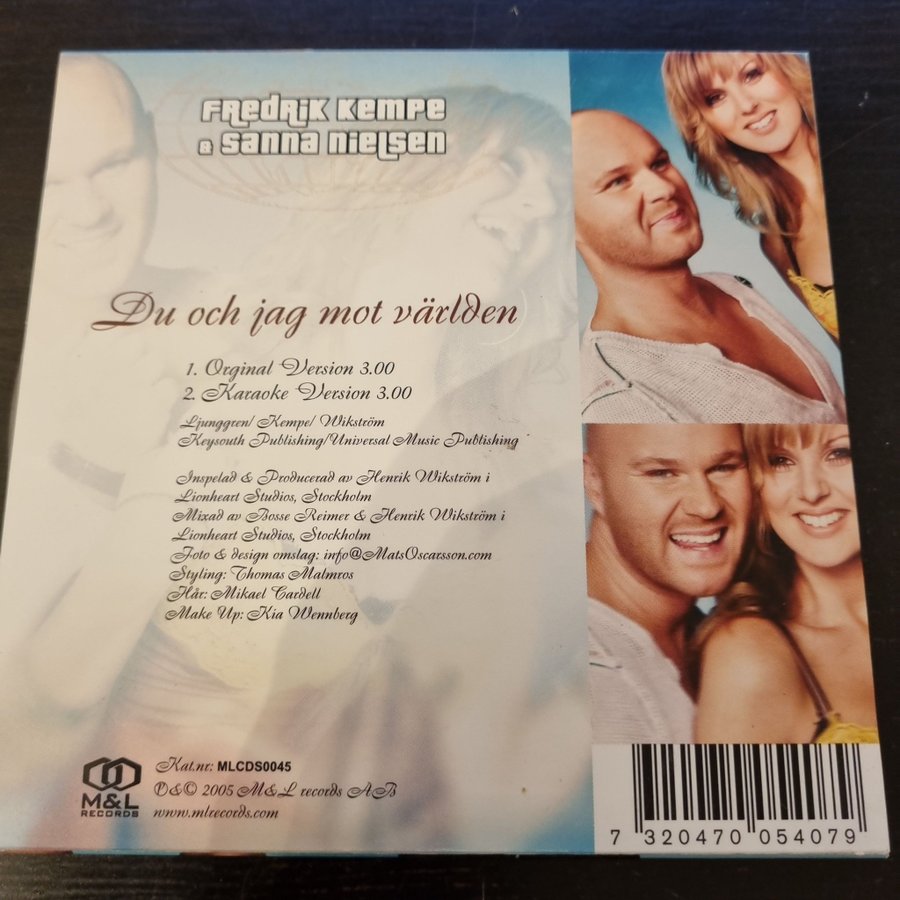 Fredrik Kempe
& Sanna Nielsen
Du och jag mot världen
1. Orginal Version 3.00
2. Karaoke Version 3.00
Ljunggren/ Kempe/ Wikström
Keysouth Publishing/Universal Music Publishing
Inspelad & Producerad av Henrik Wikström i
Lionheart Studios, Stockholm
Mixad av Bosse Reimer & Henrik Wikström i
Lionheart Studios, Stockholm
Foto & design omslag: info@MatsOscarsson.com
Styling: Thomas Malmros
Hår: Mikael Cardell
Make Up: Kia Wennberg
M&L
RECORDS
Kat.nr: MLCDS0045
℗&© 2005 M&L records AB
www.mlrecords.com
7 320470 054079